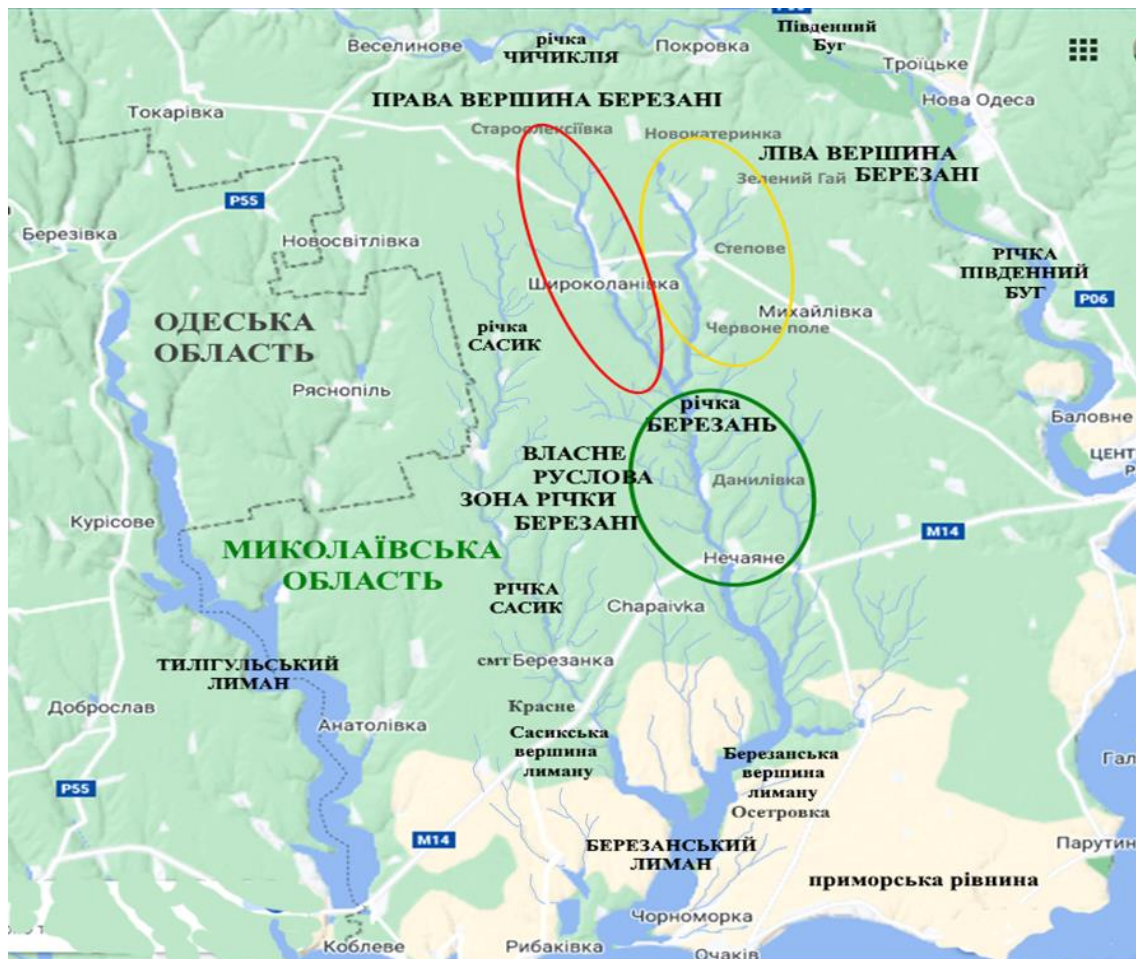 річка
ЧИЧИКЛІЯ
Південний
Буг
Веселинове
Покровка
Троїцьке
Нова Одеса
Токарівка
ПРАВА ВЕРШИНА БЕРЕЗАНІ
Староолексіївка
Новокатеринка
ЛІВА ВЕРШИНА
БЕРЕЗАНІ
Зелений Гай
P55
Березівка
Новосвітлівка
Степове
РІЧКА
ПІВДЕННИЙ
БУГ
P06
Широколанівка
Михайлівка
Червоне поле
ОДЕСЬКА
ОБЛАСТЬ
річка
САСИК
Ряснопіль
річка
БЕРЕЗАНЬ
Баловне
ВЛАСНЕ
РУСЛОВА
ЗОНА РІЧКИ
БЕРЕЗАНІ
Данилівка
Курісове
M14
МИКОЛАЇВСЬКА
ОБЛАСТЬ
Нечаяне
РІЧКА
САСИК
Chapaivka
смт Березанка
ТИЛІГУЛЬСЬКИЙ
ЛИМАН
Доброслав
Анатолівка
Красне
Сасикська
вершина
лиману
Березанська
вершина
лиману
Осетровка
Гал
P55
M14
БЕРЕЗАНСЬКИЙ
ЛИМАН
Парутин
приморська рівнина
Чорноморка
Коблеве
Рибаківка
Очаків